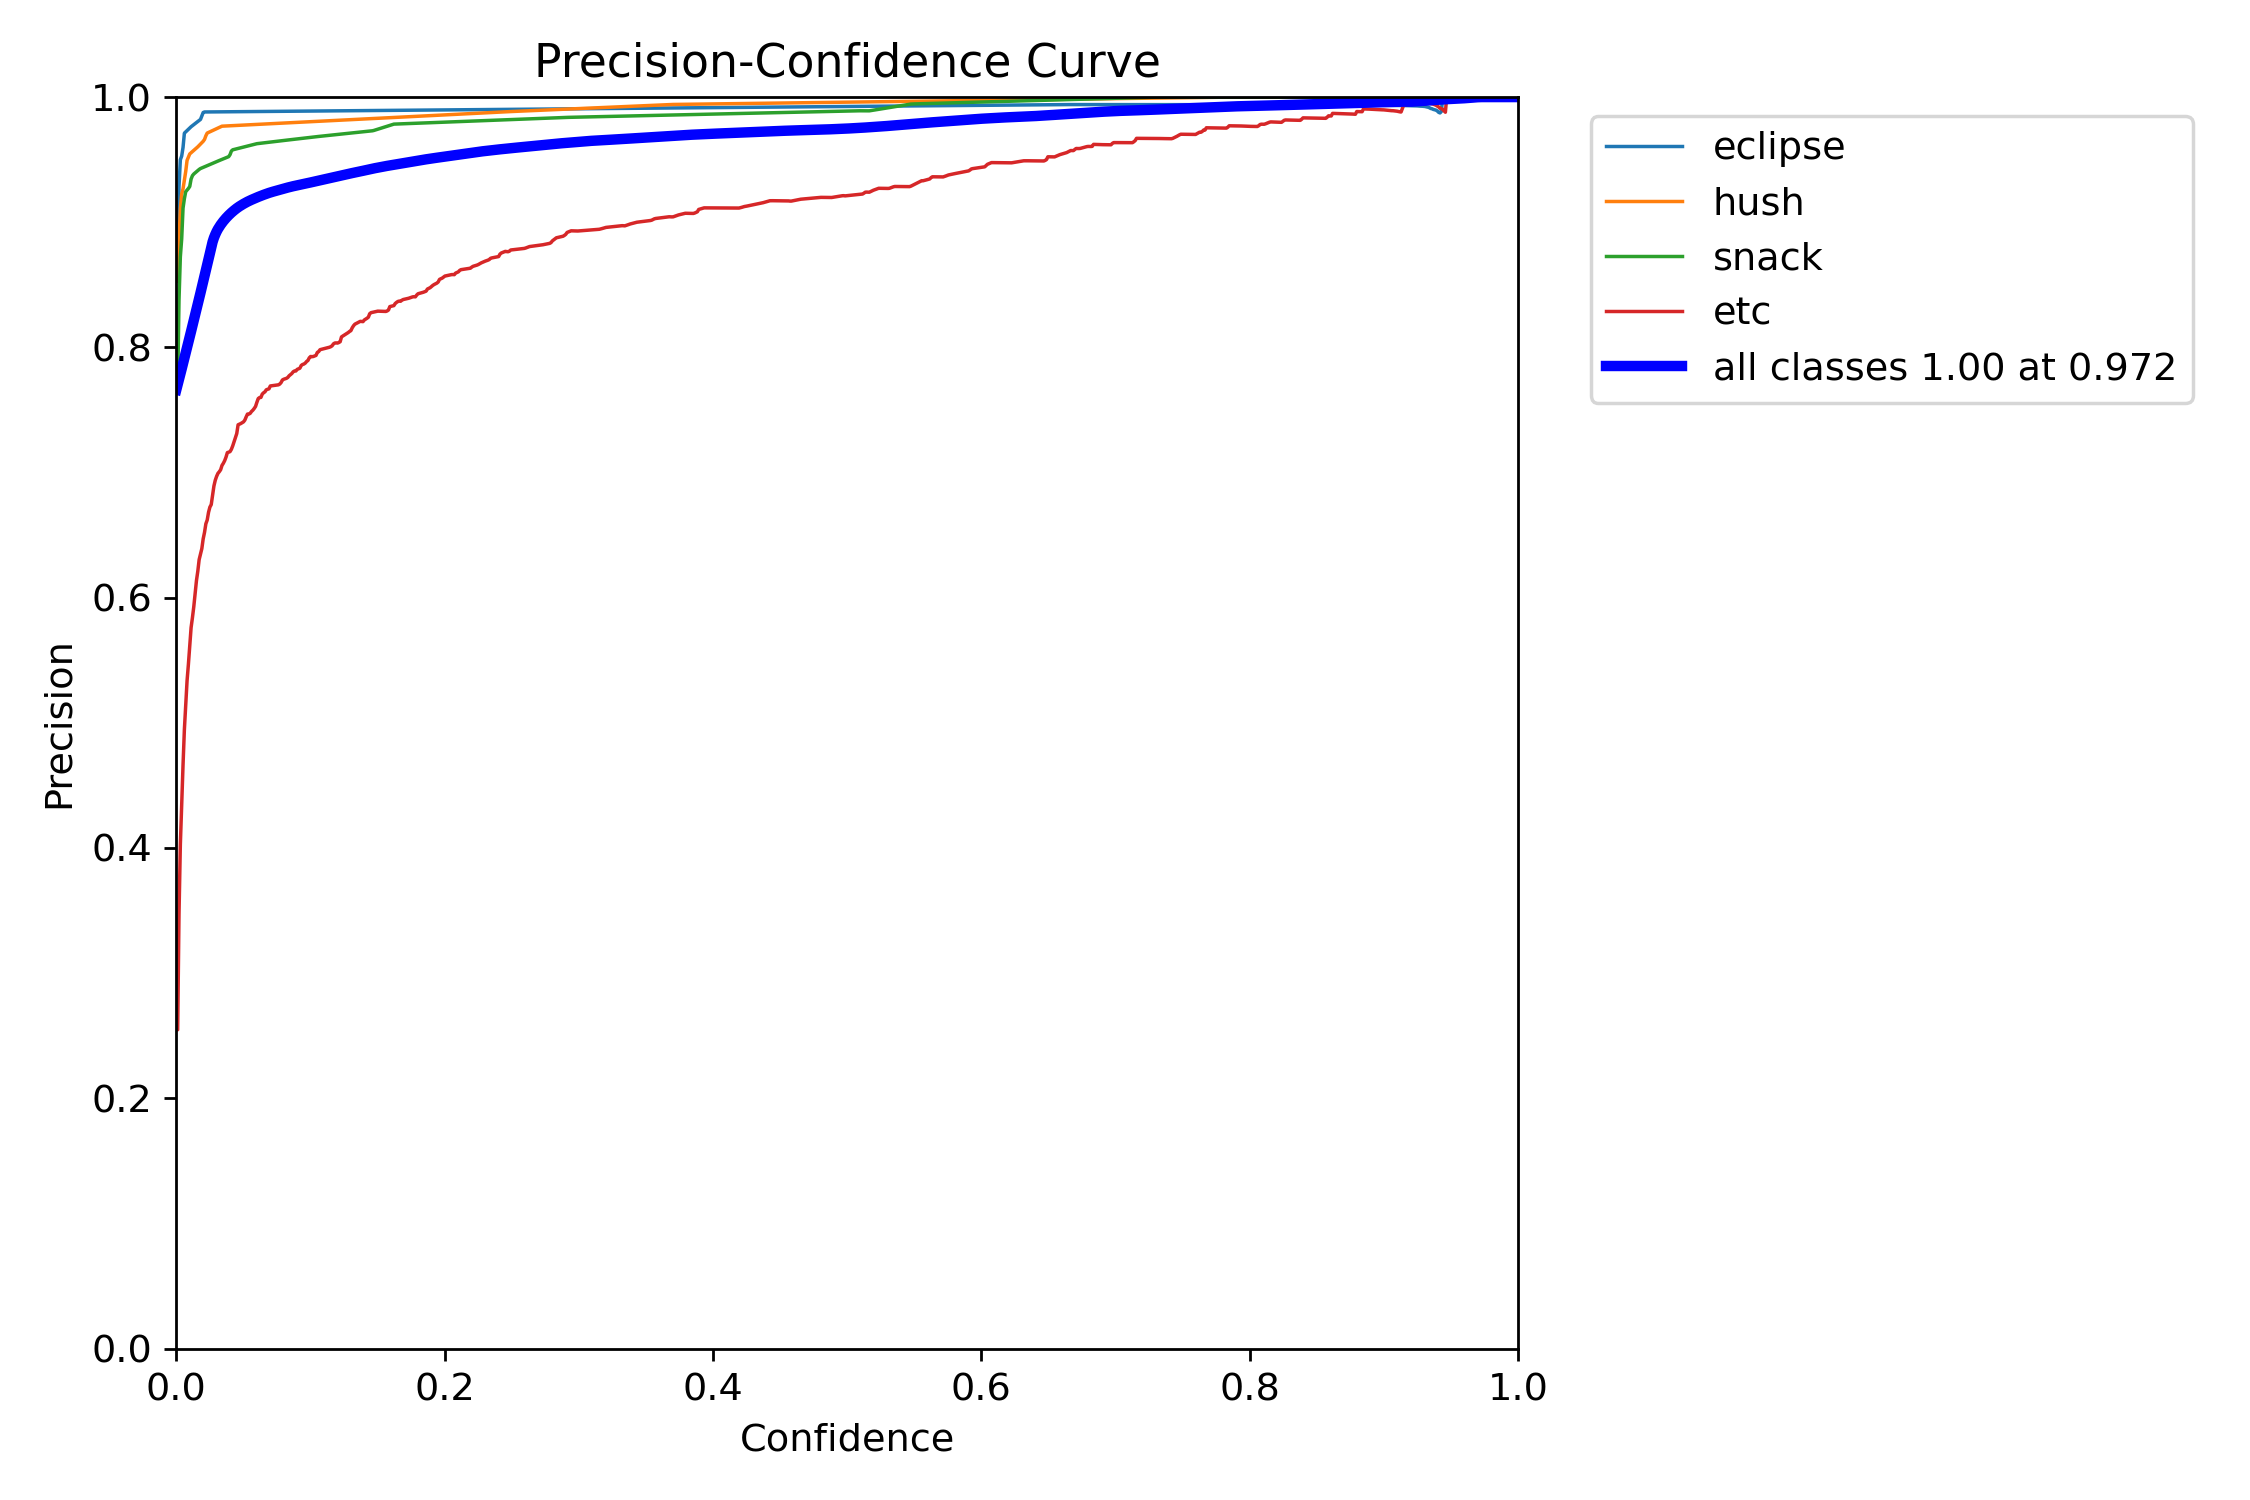 Precision-Confidence Curve
1.0
0.8
0.6
0.4
0.2
0.0
Precision
0.0 0.2 0.4 0.6 0.8 1.0
Confidence
eclipse
hush
snack
etc
all classes 1.00 at 0.972